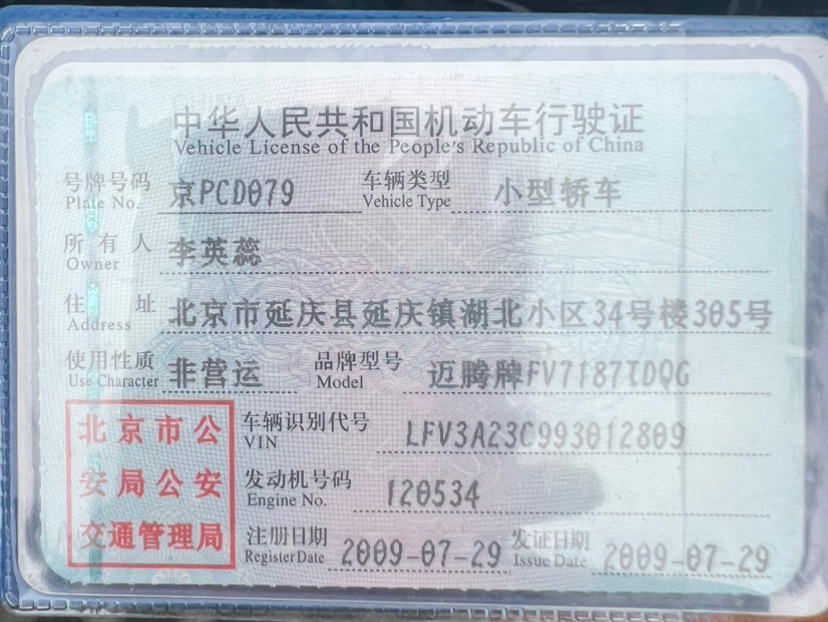 中华人民共和国机动车行驶证
Vehicle License of the People's Republic of China
号牌号码 京PCD079 车辆类型 小型轿车
Plate No. Vehicle Type
所有人 李英蕊
Owner
住址 北京市延庆县延庆镇湖北小区34号楼305号
Address
使用性质 非营运 品牌型号 迈腾牌FV7187TDQG
Use Character Model
北京市公安局公安交通管理局
车辆识别代号 LFV3A23C993012809
VIN
发动机号码 120534
Engine No.
注册日期 2009-07-29 发证日期 2009-07-29
Register Date Issue Date